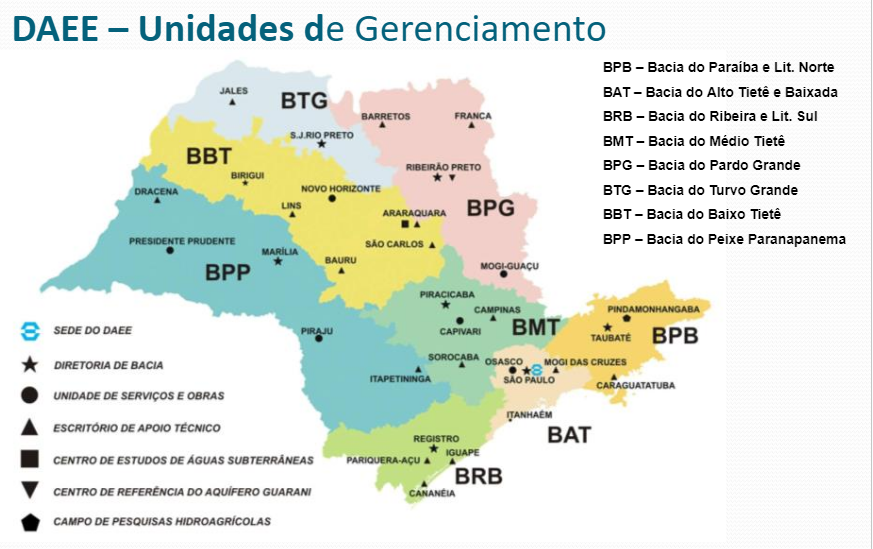 DAEE – Unidades de Gerenciamento
BPB – Bacia do Paraíba e Lit. Norte
BAT – Bacia do Alto Tietê e Baixada
BRB – Bacia do Ribeira e Lit. Sul
BMT – Bacia do Médio Tietê
BPG – Bacia do Pardo Grande
BTG – Bacia do Turvo Grande
BBT – Bacia do Baixo Tietê
BPP – Bacia do Peixe Paranapanema
JALES
BTG
BARRETOS
FRANCA
S.J.RIO PRETO
BBT
RIBEIRÃO PRETO
BIRIGUI
DRACENA
NOVO HORIZONTE
LINS
ARARAQUARA
BPG
PRESIDENTE PRUDENTE
MARÍLIA
SÃO CARLOS
BAURU
BPP
MOGI-GUAÇU
PIRACICABA
CAMPINAS
PINDAMONHANGABA
PIRAJU
CAPIVARI
BMT
TAUBATÉ
BPB
SOROCABA
OSASCO
MOGI DAS CRUZES
ITAPETININGA
SÃO PAULO
CARAGUATATUBA
ITANHAÉM
BAT
REGISTRO
IGUAPE
PARIQUERA-AÇU
BRB
CANANÉIA
SEDE DO DAEE
DIRETORIA DE BACIA
UNIDADE DE SERVIÇOS E OBRAS
ESCRITÓRIO DE APOIO TÉCNICO
CENTRO DE ESTUDOS DE ÁGUAS SUBTERRÂNEAS
CENTRO DE REFERÊNCIA DO AQUÍFERO GUARANI
CAMPO DE PESQUISAS HIDROAGRÍCOLAS